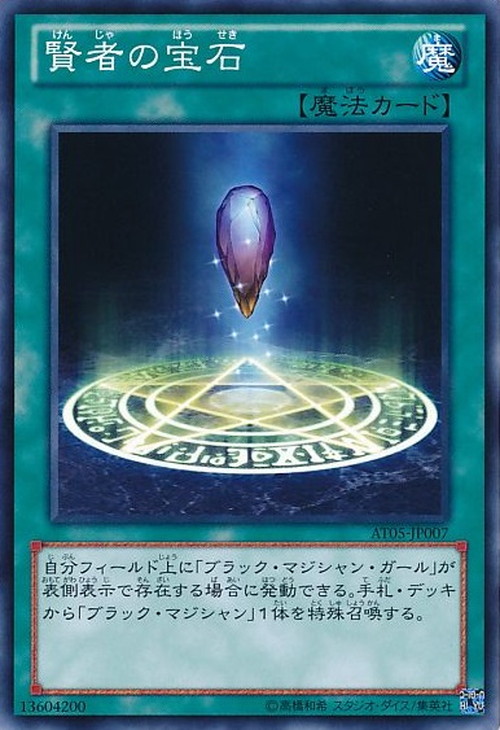 賢者の宝石
魔
【魔法カード】
AT05-JP007
自分フィールド上に「ブラック・マジシャン・ガール」が
表側表示で存在する場合に発動できる。手札・デッキ
から「ブラック・マジシャン」1体を特殊召喚する。
13604200
©高橋和希 スタジオ・ダイス/集英社